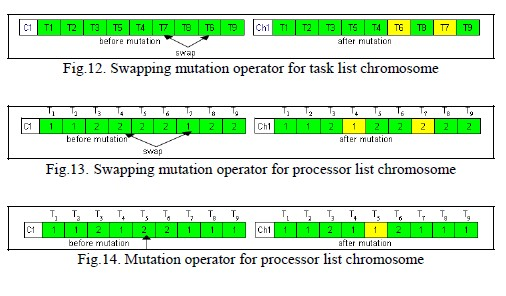 C1 T1 T2 T3 T5 T4 T7 T8 T6 T9 Ch1 T1 T2 T3 T5 T4 T6 T8 T7 T9
before mutation after mutation
swap
Fig.12. Swapping mutation operator for task list chromosome
T1 T2 T3 T4 T5 T6 T7 T8 T9 T1 T2 T3 T4 T5 T6 T7 T8 T9
C1 1 1 2 2 2 2 1 2 2 Ch1 1 1 2 1 2 2 2 2 2
before mutation after mutation
swap
Fig.13. Swapping mutation operator for processor list chromosome
T1 T2 T3 T4 T5 T6 T7 T8 T9 T1 T2 T3 T4 T5 T6 T7 T8 T9
C1 1 1 2 1 2 2 1 1 1 Ch1 1 1 2 1 1 2 1 1 1
before mutation after mutation
Fig.14. Mutation operator for processor list chromosome